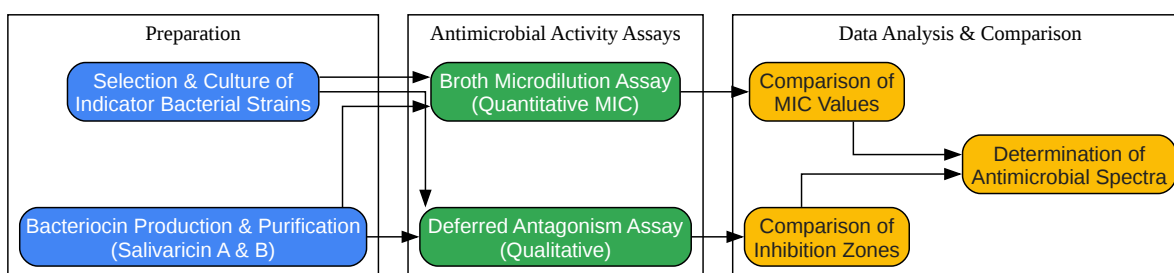 Preparation
Selection & Culture of
Indicator Bacterial Strains
Bacteriocin Production & Purification
(Salivaricin A & B)
Antimicrobial Activity Assays
Broth Microdilution Assay
(Quantitative MIC)
Deferred Antagonism Assay
(Qualitative)
Data Analysis & Comparison
Comparison of
MIC Values
Comparison of
Inhibition Zones
Determination of
Antimicrobial Spectra